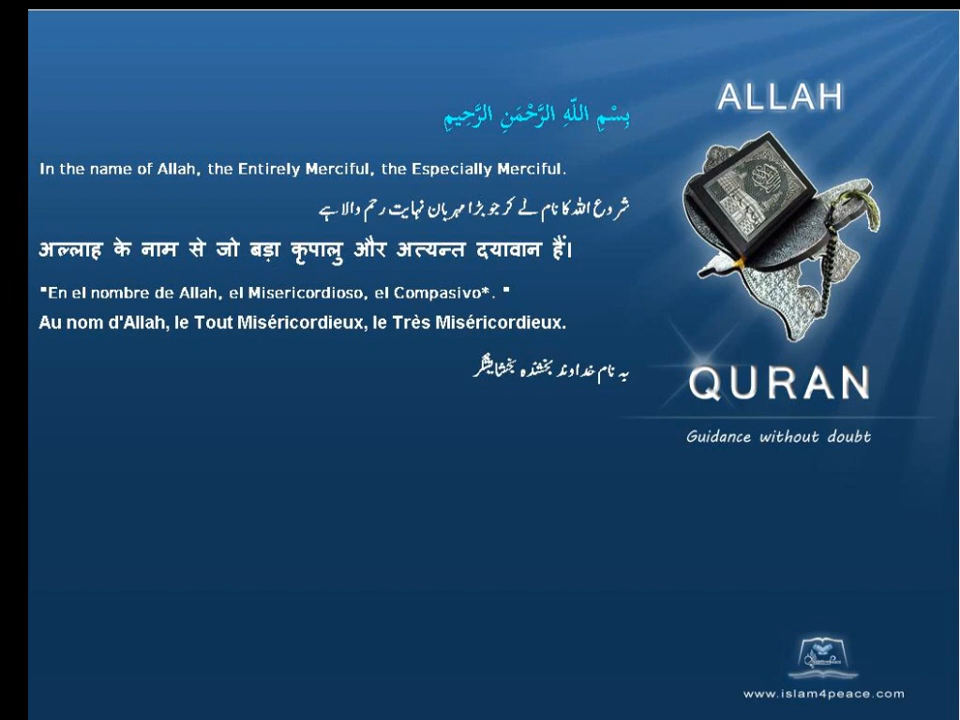 بِسْمِ اللَّهِ الرَّحْمَنِ الرَّحِيمِ
In the name of Allah, the Entirely Merciful, the Especially Merciful.
شروع الله کا نام لے کر جو بڑا مہربان نہایت رحم والا ہے
अल्लाह के नाम से जो बड़ा कृपालु और अत्यन्त दयावान हैं।
"En el nombre de Allah, el Misericordioso, el Compasivo*. "
Au nom d'Allah, le Tout Miséricordieux, le Très Miséricordieux.
به نام خداوند بخشنده بخشایشگر
ALLAH
QURAN
Guidance without doubt
www.islam4peace.com